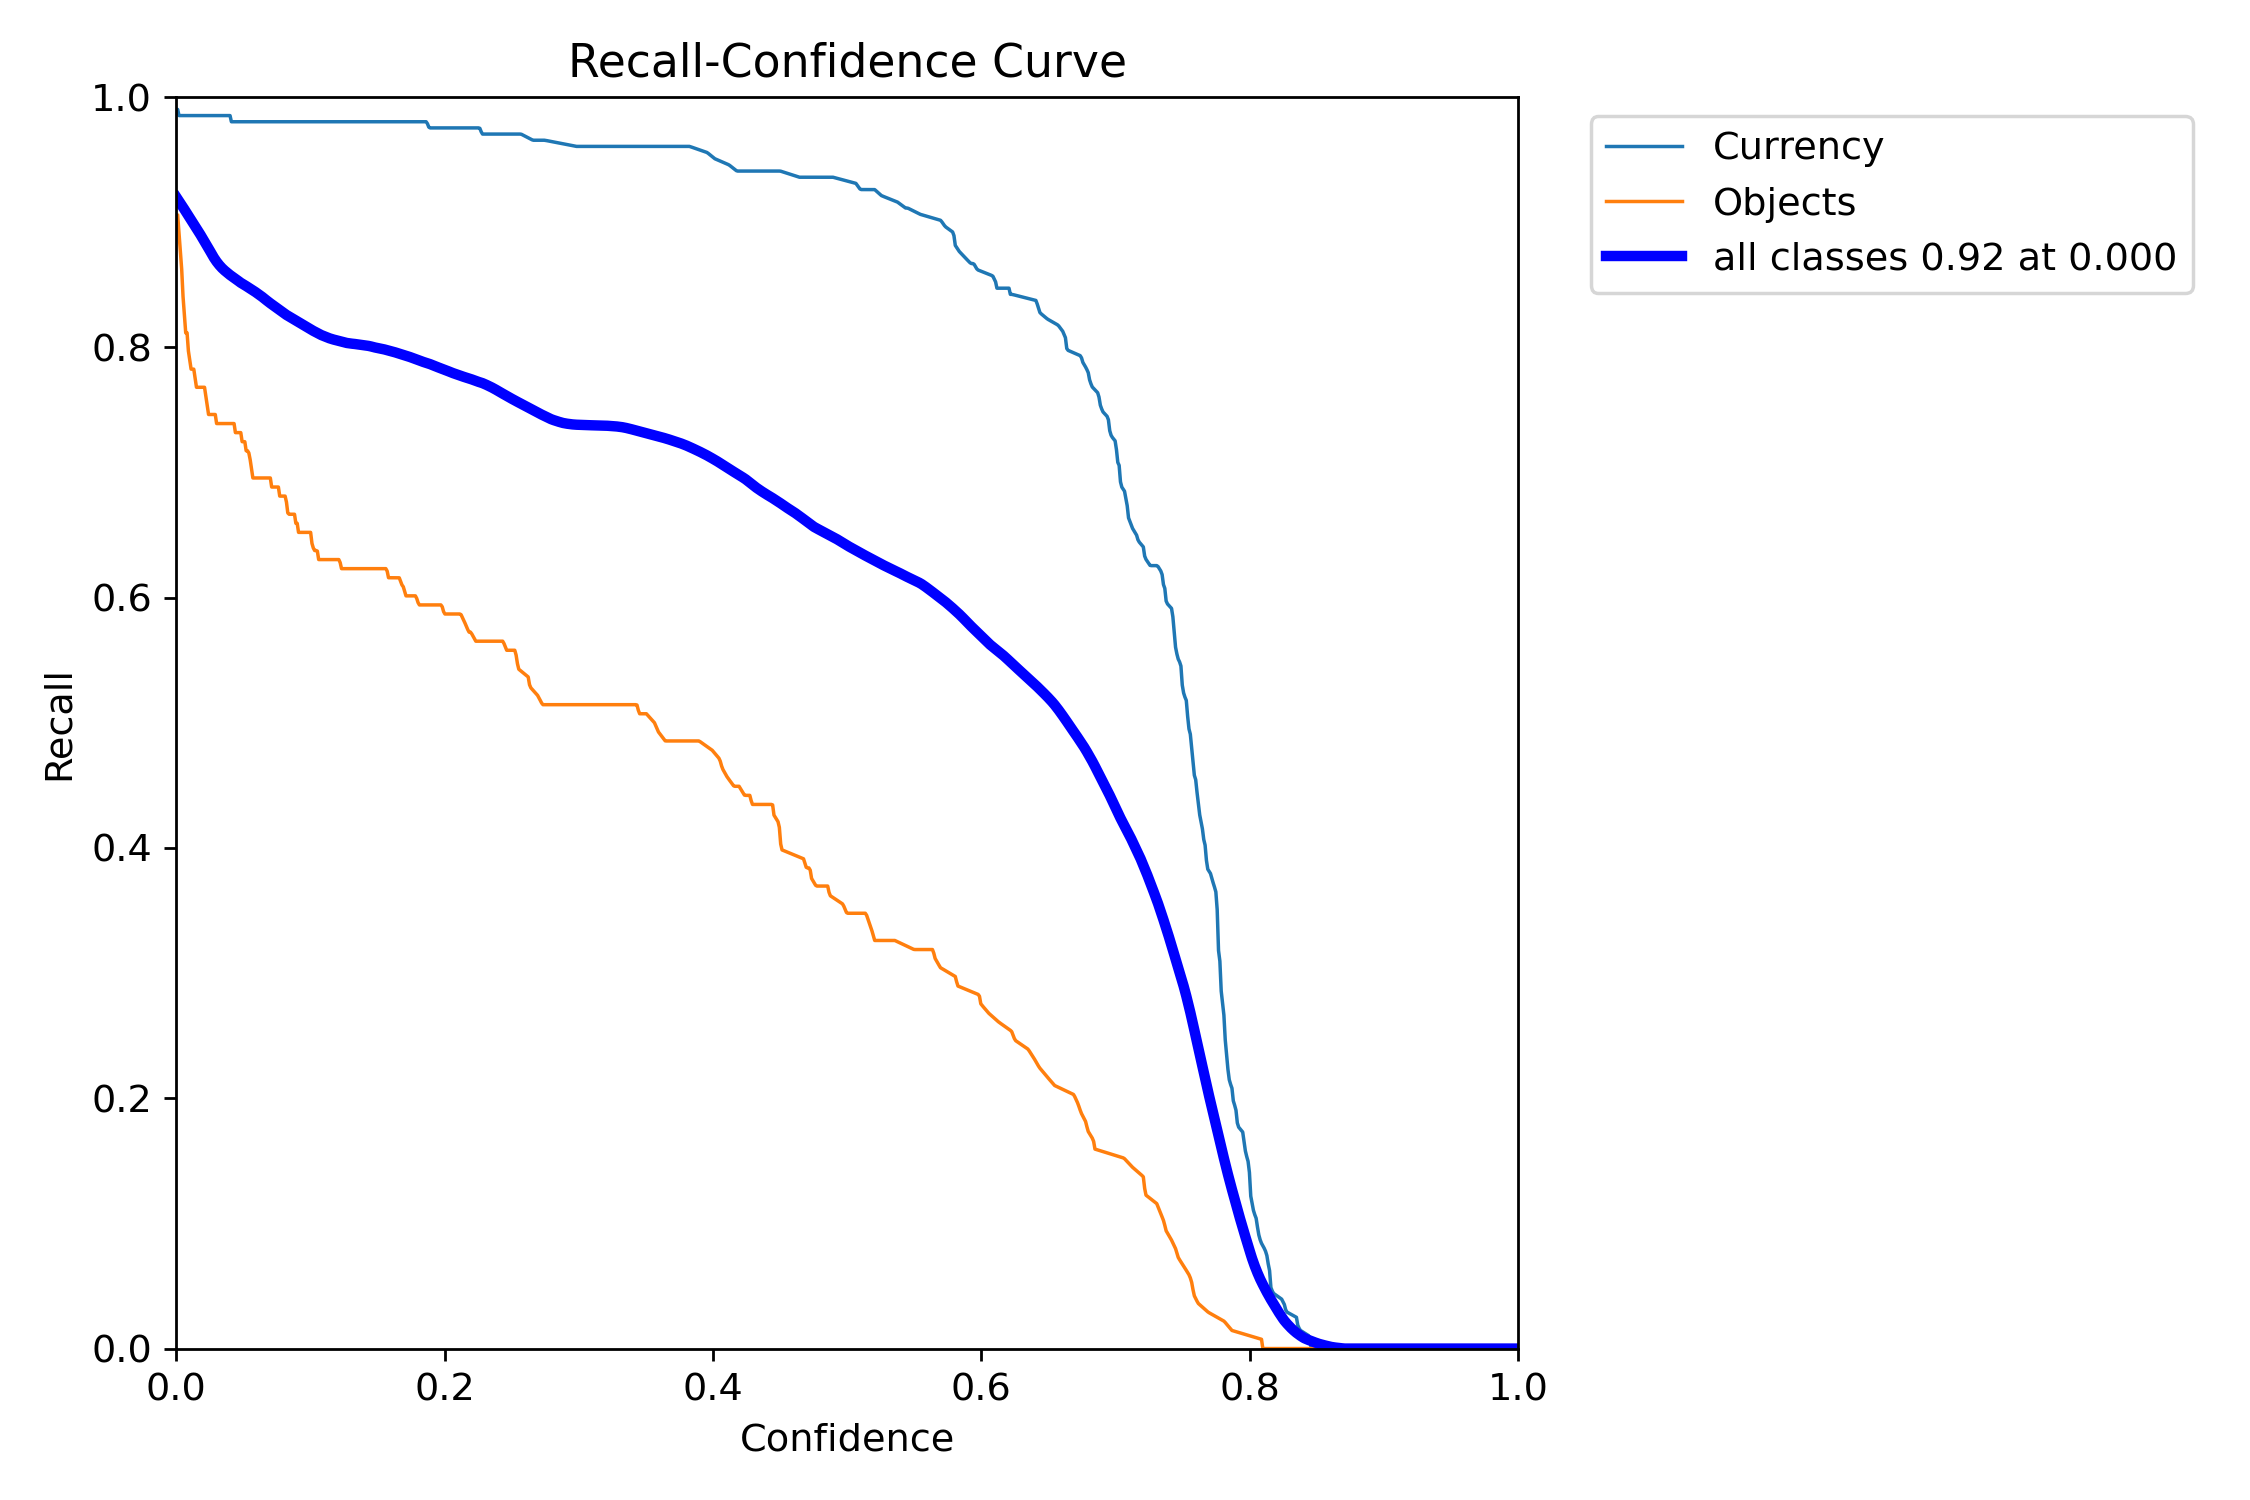 Recall-Confidence Curve
1.0
0.8
0.6
0.4
0.2
0.0
Recall
0.0 0.2 0.4 0.6 0.8 1.0
Confidence
Currency
Objects
all classes 0.92 at 0.000